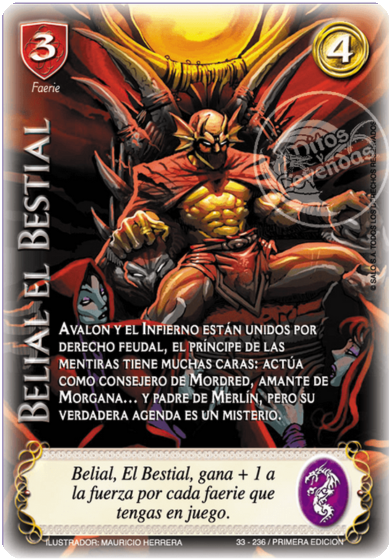 3
4
Faerie
Mitos
y
Leyendas
BELIAL EL BESTIAL
AVALON Y EL INFIERNO ESTÁN UNIDOS POR
DERECHO FEUDAL, EL PRÍNCIPE DE LAS
MENTIRAS TIENE MUCHAS CARAS: ACTÚA
COMO CONSEJERO DE MORDRED, AMANTE DE
MORGANA... Y PADRE DE MERLÍN, PERO SU
VERDADERA AGENDA ES UN MISTERIO.
Belial, El Bestial, gana + 1 a
la fuerza por cada faerie que
tengas en juego.
ILUSTRADOR: MAURICIO HERRERA
33 - 236 / PRIMERA EDICIÓN